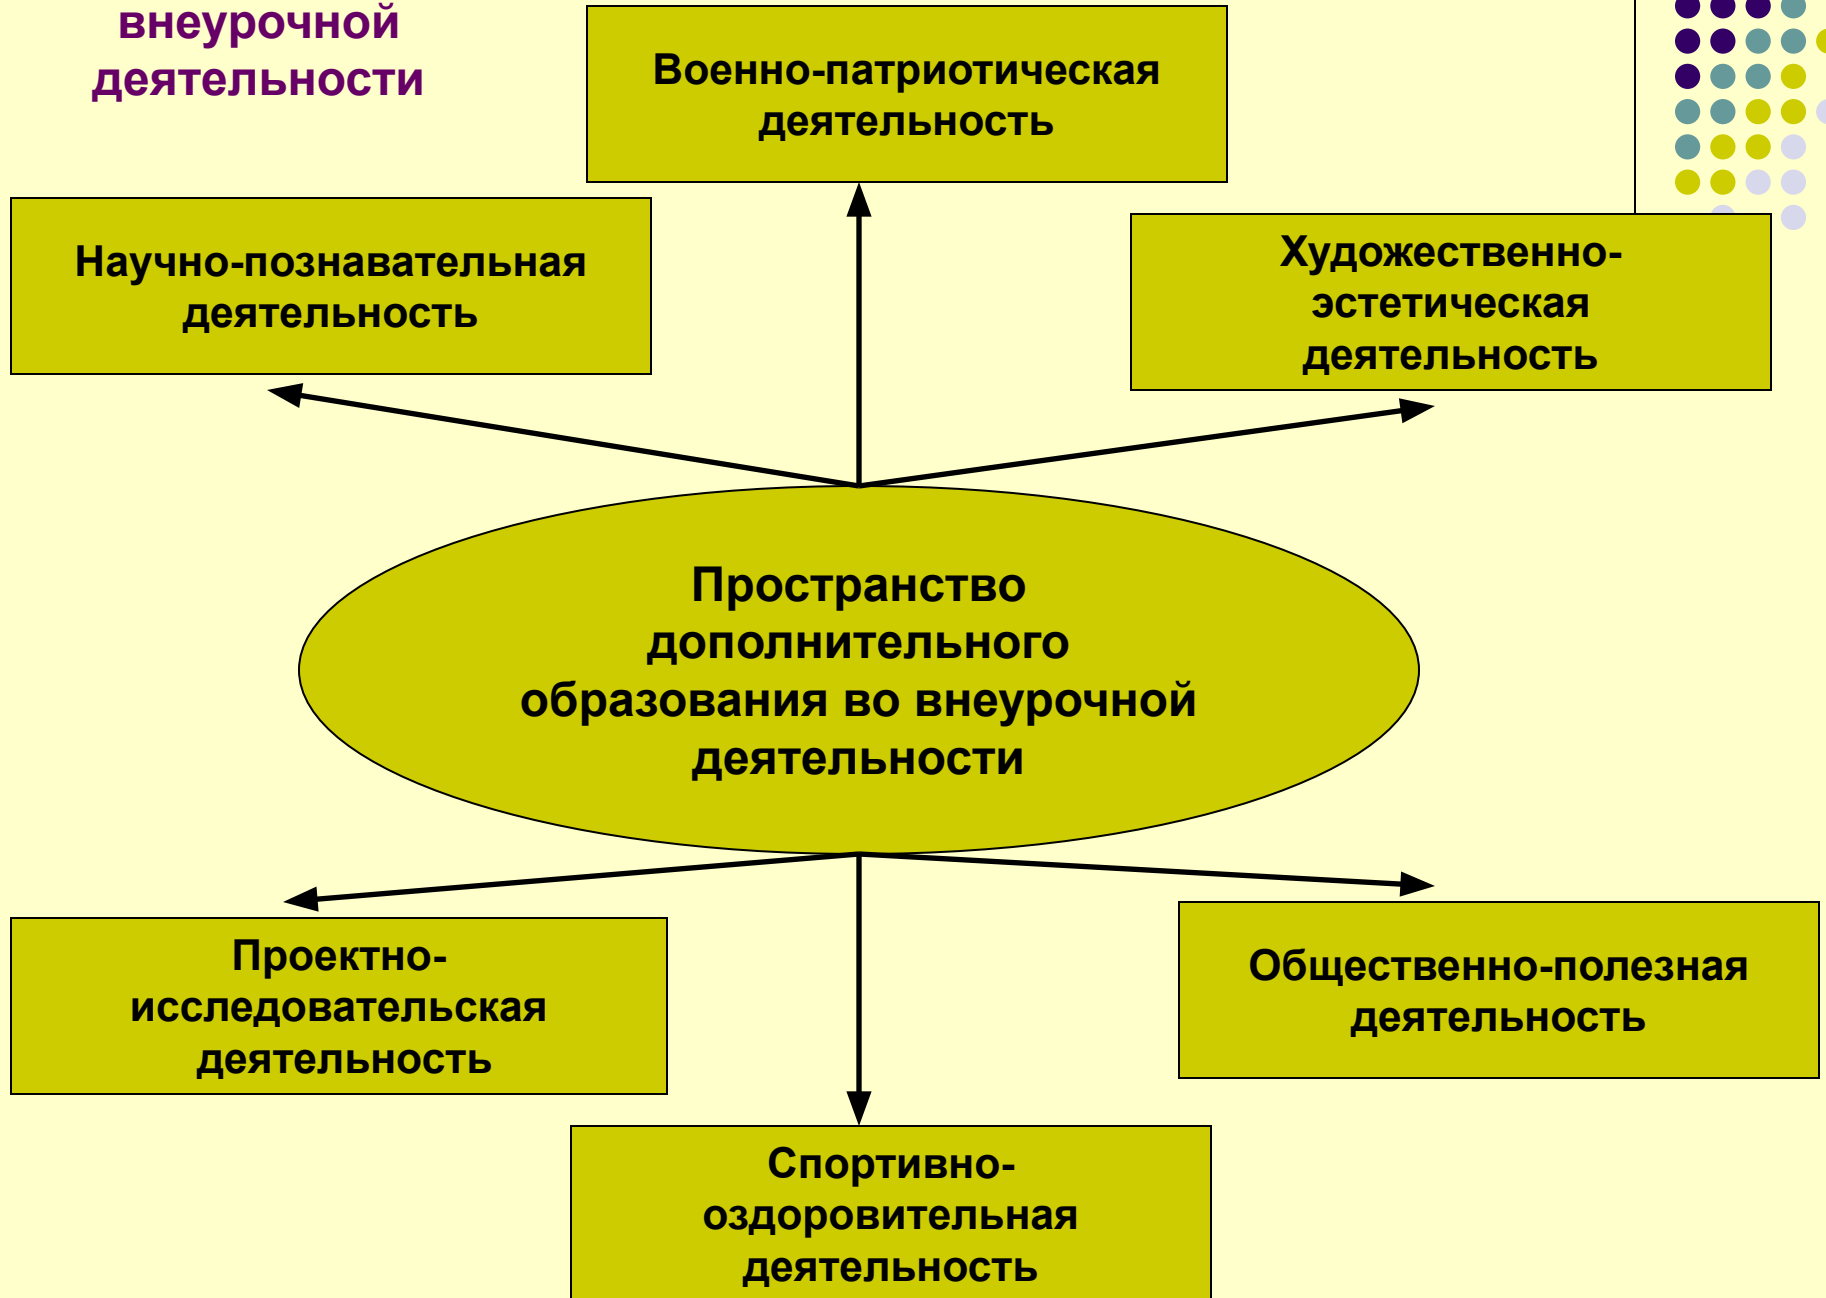 внеурочной
деятельности
Военно-патриотическая
деятельность
Научно-познавательная
деятельность
Художественно-
эстетическая
деятельность
Пространство
дополнительного
образования во внеурочной
деятельности
Проектно-
исследовательская
деятельность
Общественно-полезная
деятельность
Спортивно-
оздоровительная
деятельность